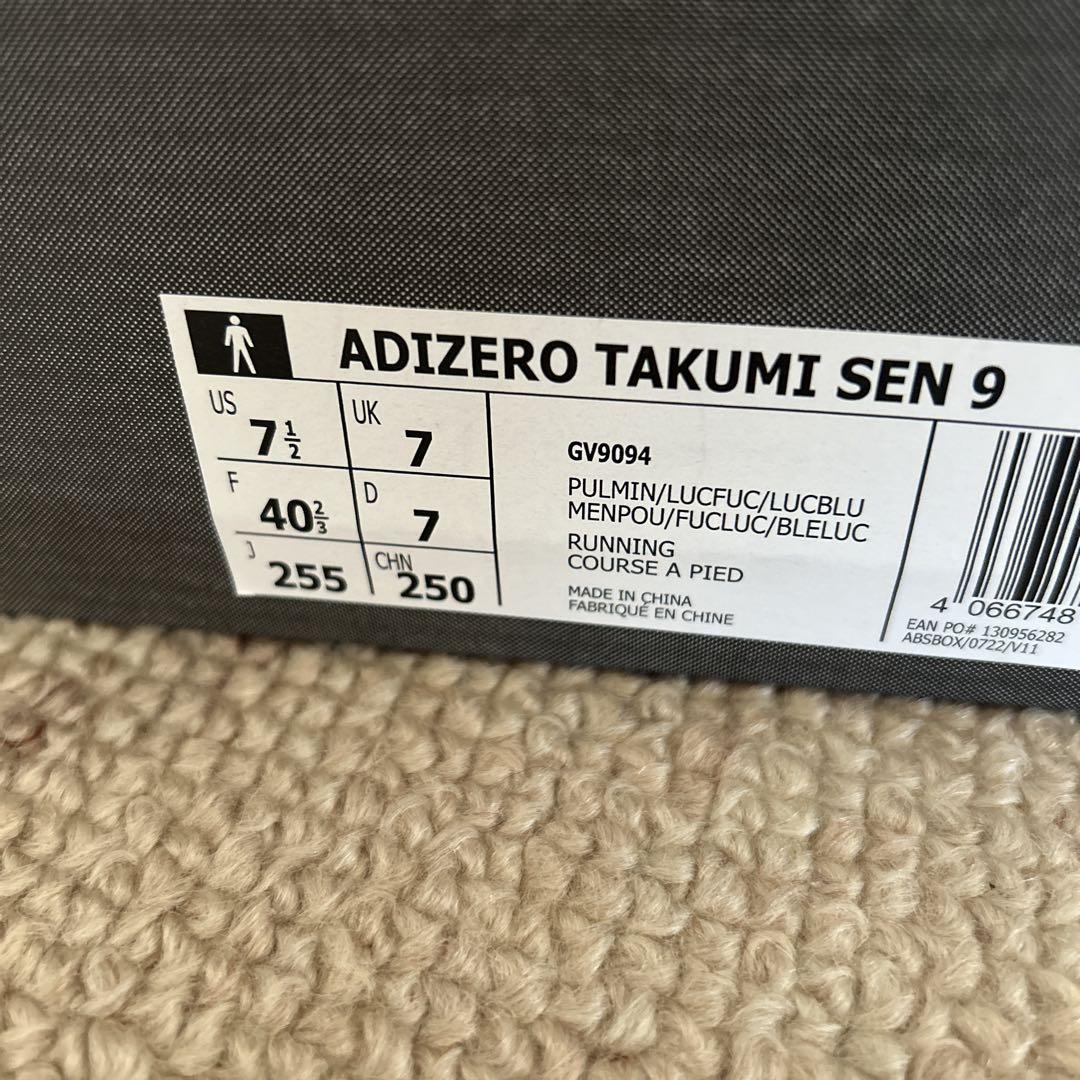 ADIZERO TAKUMI SEN 9
US 7 1/2
UK 7
F 40 2/3
D 7
J 255
CHN 250
GV9094
PULMIN/LUCFUC/LUCBLU
MENPOU/FUCLUC/BLELUC
RUNNING
COURSE A PIED
MADE IN CHINA
FABRIQUÉ EN CHINE
4 066748
EAN PO# 130956282
ABSBOX/0722/V11